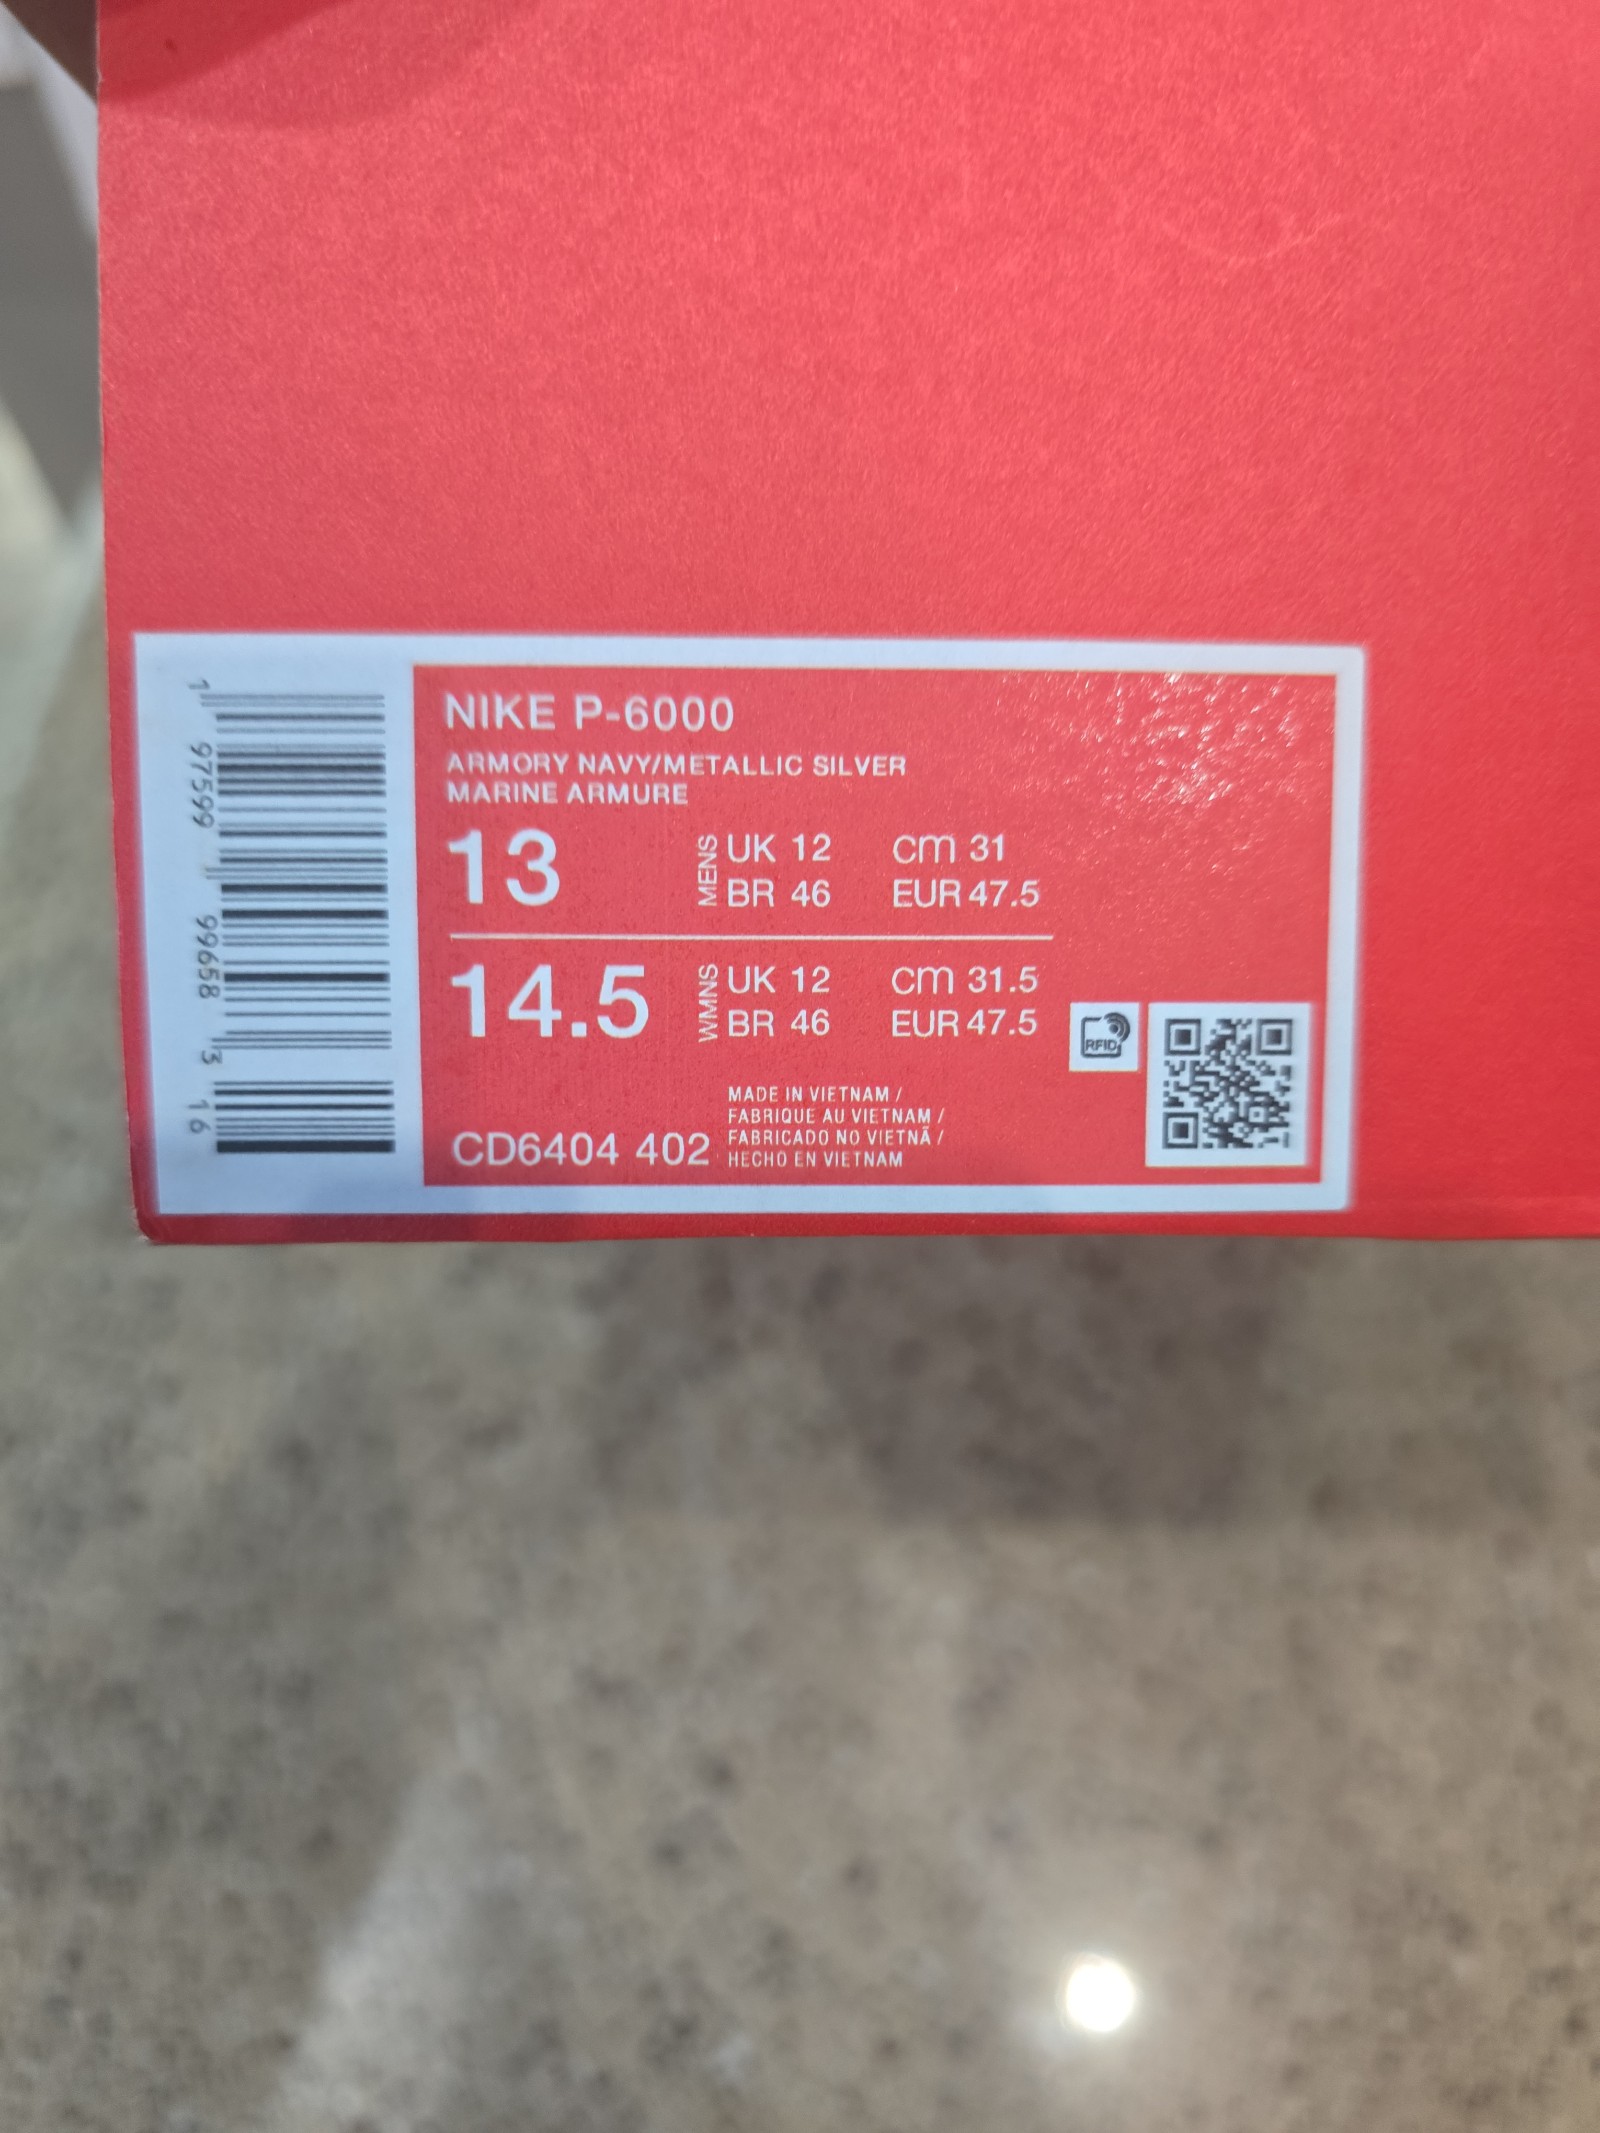 NIKE P-6000
ARMORY NAVY/METALLIC SILVER
MARINE ARMURE
13 MENS UK 12 cm 31
BR 46 EUR 47.5
14.5 WMNS UK 12 cm 31.5
BR 46 EUR 47.5
CD6404 402
MADE IN VIETNAM /
FABRIQUE AU VIETNAM /
FABRICADO NO VIETNÃ /
HECHO EN VIETNAM
RFID
1 97599 99658 3 16